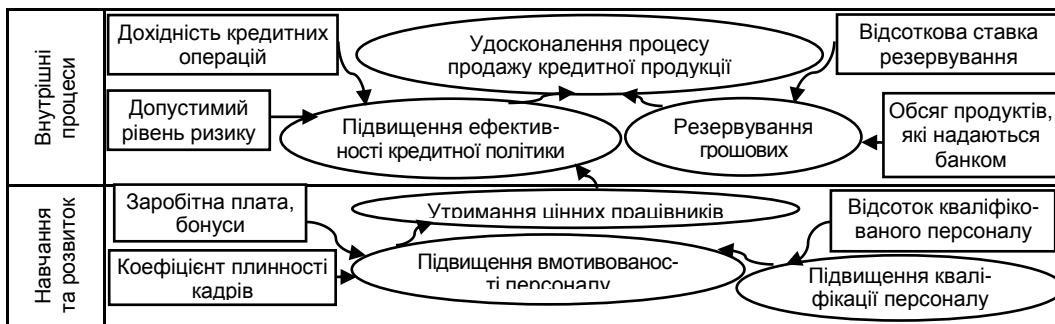 Внутрішні
процеси
Дохідність кредитних
операцій
Удосконалення процесу
продажу кредитної продукції
Відсоткова ставка
резервування
Допустимий
рівень ризику
Підвищення ефектив-
ності кредитної політики
Резервування
грошових
Обсяг продуктів,
які надаються
банком
Навчання
та розвиток
Заробітна плата,
бонуси
Утримання цінних працівників
Відсоток кваліфіко-
ваного персоналу
Коефіцієнт плинності
кадрів
Підвищення вмотивованос-
ті персоналу
Підвищення квалі-
фікації персоналу